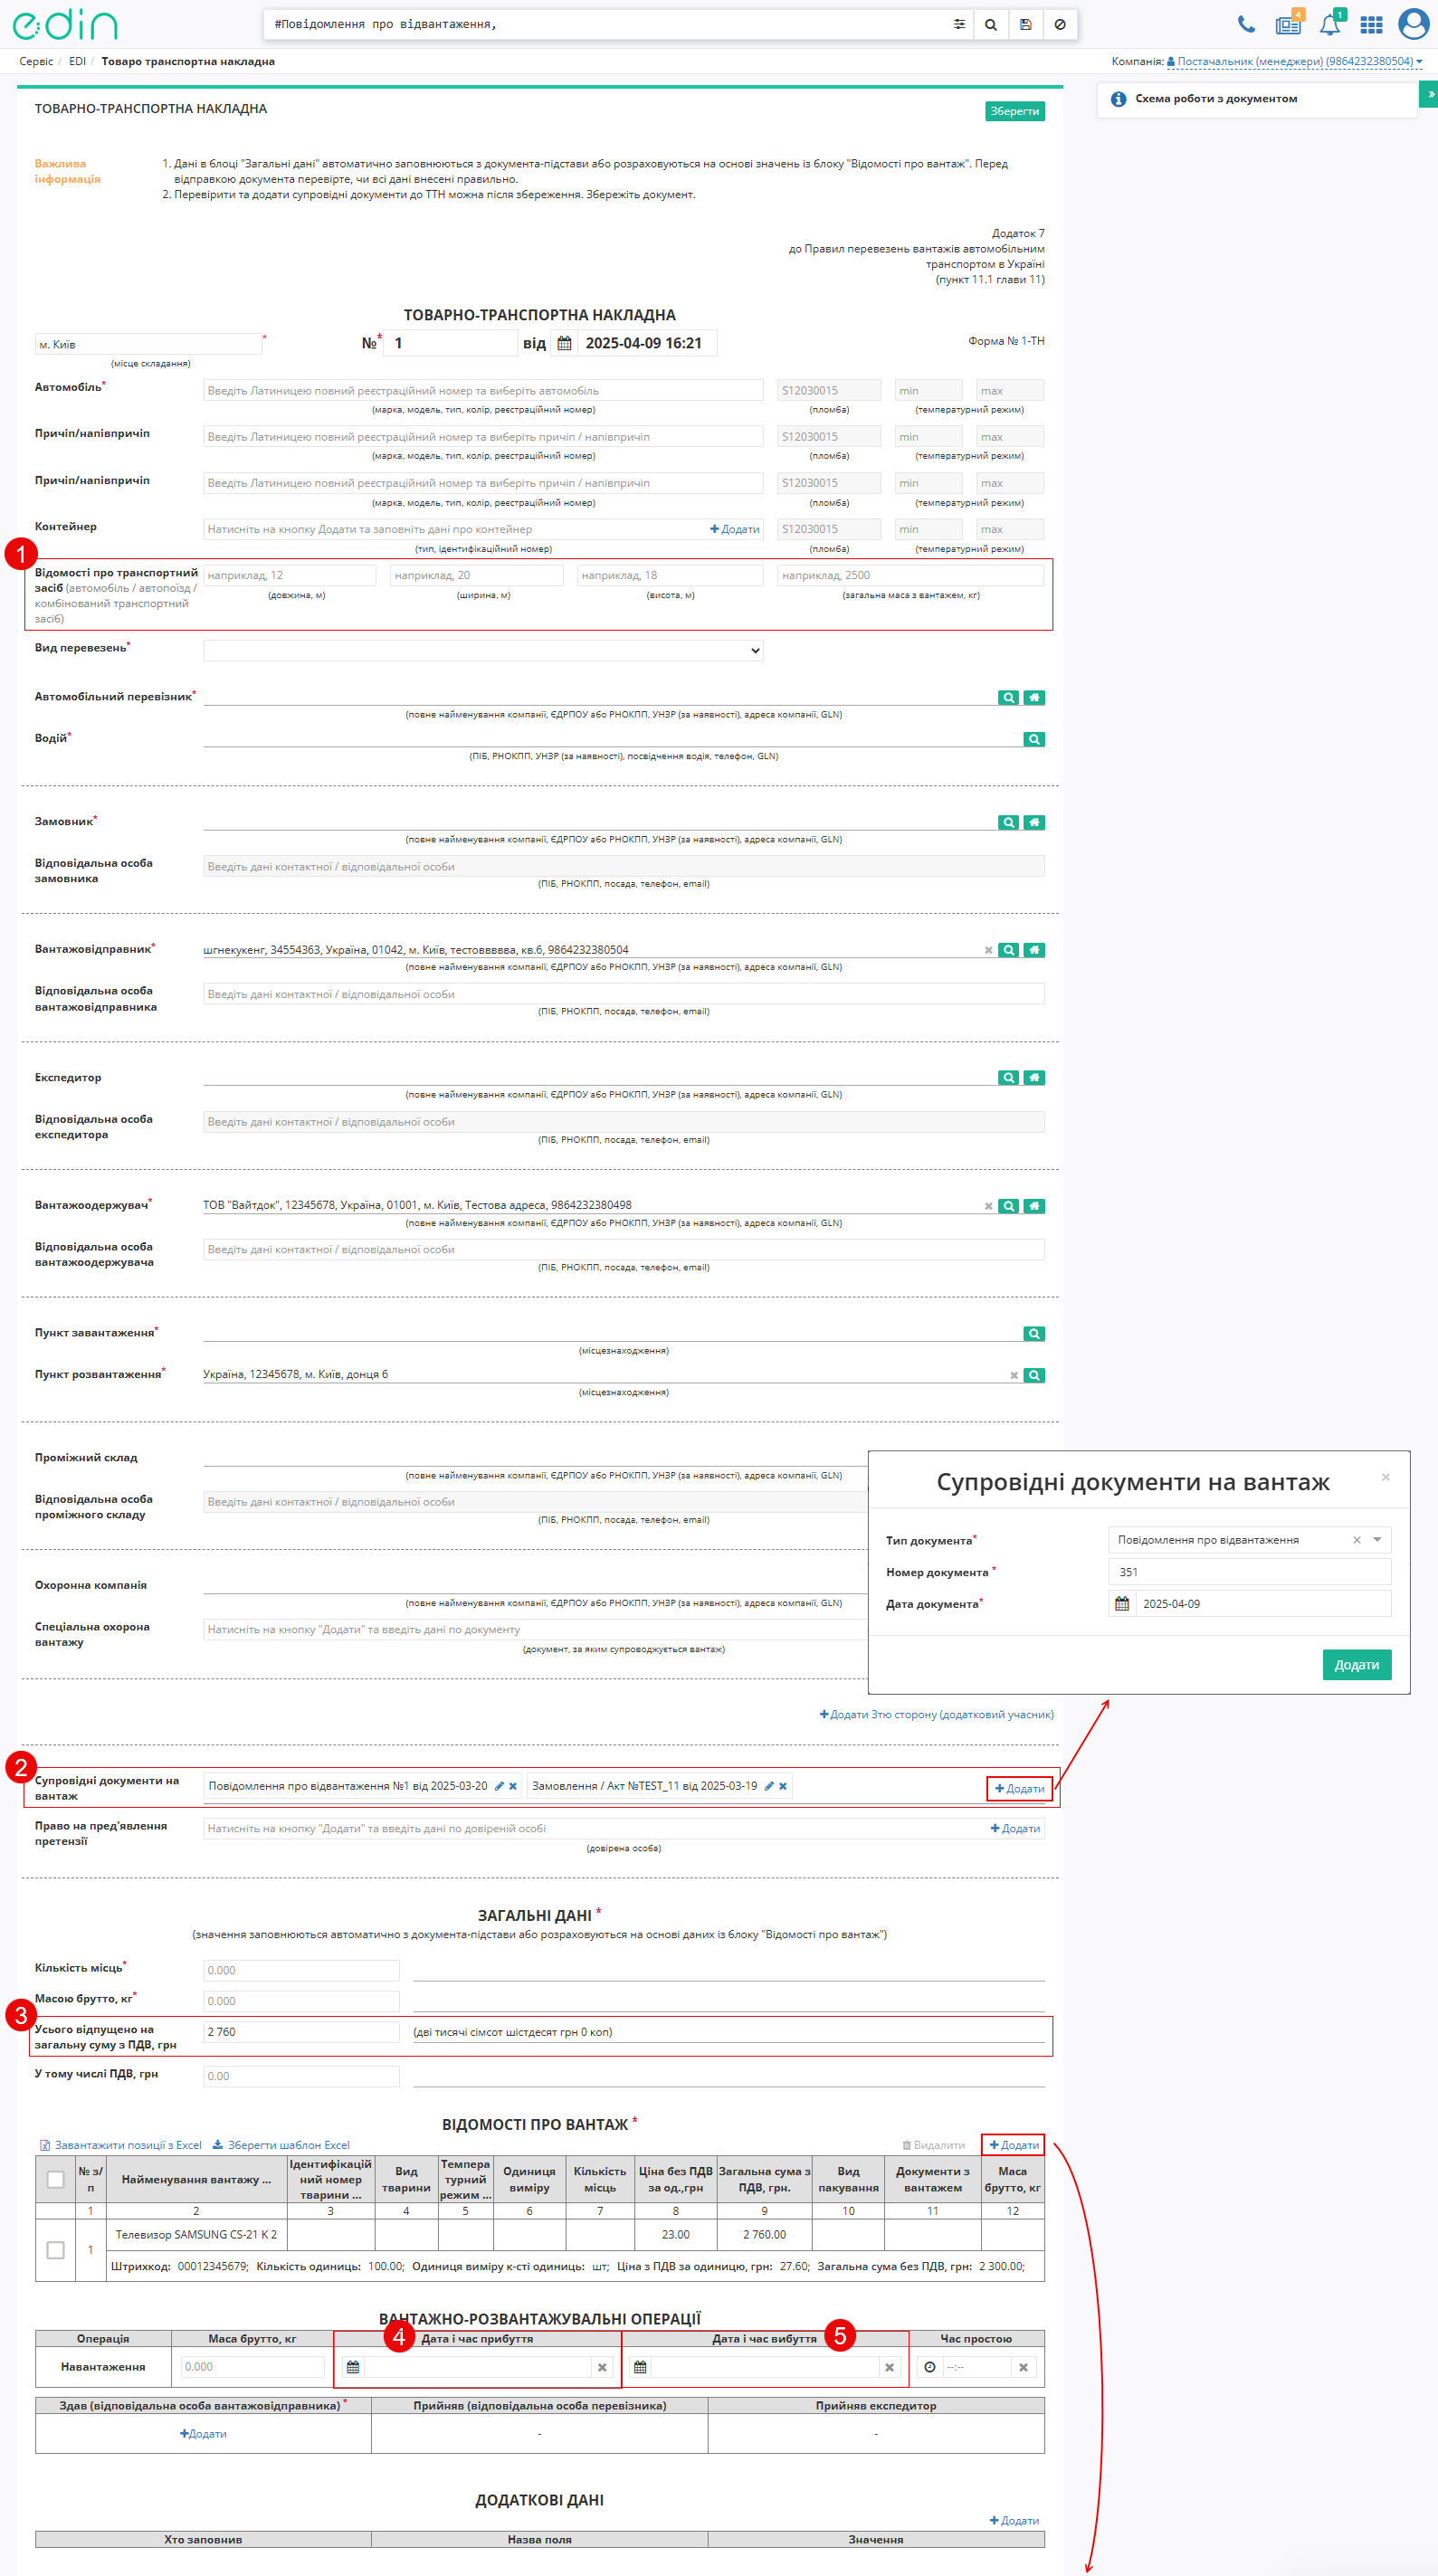 edin
#Повідомлення про відвантаження,
4
1
Сервіс / EDI / Товаро транспортна накладна
Компанія: Постачальник (менеджери) (9864232380504)
Схема роботи з документом
»
ТОВАРНО-ТРАНСПОРТНА НАКЛАДНА
Зберегти
Важлива інформація
1. Дані в блоці "Загальні дані" автоматично заповнюються з документа-підстави або розраховуються на основі значень із блоку "Відомості про вантаж". Перед
відправкою документа перевірте, чи всі дані внесені правильно.
2. Перевірити та додати супровідні документи до ТТН можна після збереження. Збережіть документ.
Додаток 7
до Правил перевезень вантажів автомобільним
транспортом в Україні
(пункт 11.1 глави 11)
ТОВАРНО-ТРАНСПОРТНА НАКЛАДНА
м. Київ *
№* 1 від 2025-04-09 16:21
Форма № 1-ТН
(місце складання)
Автомобіль* Введіть Латиницею повний реєстраційний номер та виберіть автомобіль S12030015 min max
(марка, модель, тип, колір, реєстраційний номер) (пломба) (температурний режим)
Причіп/напівпричіп Введіть Латиницею повний реєстраційний номер та виберіть причіп / напівпричіп S12030015 min max
(марка, модель, тип, колір, реєстраційний номер) (пломба) (температурний режим)
Причіп/напівпричіп Введіть Латиницею повний реєстраційний номер та виберіть причіп / напівпричіп S12030015 min max
(марка, модель, тип, колір, реєстраційний номер) (пломба) (температурний режим)
Контейнер Натисніть на кнопку Додати та заповніть дані про контейнер +Додати S12030015 min max
(тип, ідентифікаційний номер) (пломба) (температурний режим)
1
Відомості про транспортний
засіб (автомобіль / автопоїзд /
комбінований транспортний
засіб)
наприклад, 12 наприклад, 20 наприклад, 18 наприклад, 2500
(довжина, м) (ширина, м) (висота, м) (загальна маса з вантажем, кг)
Вид перевезень*
Автомобільний перевізник*
(повне найменування компанії, ЄДРПОУ або РНОКПП, УНЗР (за наявності), адреса компанії, GLN)
Водій*
(ПІБ, РНОКПП, УНЗР (за наявності), посвідчення водія, телефон, GLN)
Замовник*
(повне найменування компанії, ЄДРПОУ або РНОКПП, УНЗР (за наявності), адреса компанії, GLN)
Відповідальна особа
замовника
Введіть дані контактної / відповідальної особи
(ПІБ, РНОКПП, посада, телефон, email)
Вантажовідправник* шгнекукенг, 34554363, Україна, 01042, м. Київ, тестоввввва, кв.6, 9864232380504
(повне найменування компанії, ЄДРПОУ або РНОКПП, УНЗР (за наявності), адреса компанії, GLN)
Відповідальна особа
вантажовідправника
Введіть дані контактної / відповідальної особи
(ПІБ, РНОКПП, посада, телефон, email)
Експедитор
(повне найменування компанії, ЄДРПОУ або РНОКПП, УНЗР (за наявності), адреса компанії, GLN)
Відповідальна особа
експедитора
Введіть дані контактної / відповідальної особи
(ПІБ, РНОКПП, посада, телефон, email)
Вантажоодержувач* ТОВ "Вайтдок", 12345678, Україна, 01001, м. Київ, Тестова адреса, 9864232380498
(повне найменування компанії, ЄДРПОУ або РНОКПП, УНЗР (за наявності), адреса компанії, GLN)
Відповідальна особа
вантажоодержувача
Введіть дані контактної / відповідальної особи
(ПІБ, РНОКПП, посада, телефон, email)
Пункт завантаження*
(місцезнаходження)
Пункт розвантаження* Україна, 12345678, м. Київ, донця 6
(місцезнаходження)
Проміжний склад
(повне найменування компанії, ЄДРПОУ або РНОКПП, УНЗР (за наявності), адреса компанії, GLN)
Відповідальна особа
проміжного складу
Введіть дані контактної / відповідальної особи
(ПІБ, РНОКПП, посада, телефон, email)
Охоронна компанія
(повне найменування компанії, ЄДРПОУ або РНОКПП, УНЗР (за наявності), адреса компанії, GLN)
Спеціальна охорона
вантажу
Натисніть на кнопку "Додати" та введіть дані по документу
(документ, за яким супроводжується вантаж)
Супровідні документи на вантаж
Тип документа* Повідомлення про відвантаження
Номер документа * 351
Дата документа* 2025-04-09
Додати
+Додати 3тю сторону (додатковий учасник)
2
Супровідні документи на
вантаж
Повідомлення про відвантаження №1 від 2025-03-20 Замовлення / Акт №TEST_11 від 2025-03-19 +Додати
Право на пред'явлення
претензії
Натисніть на кнопку "Додати" та введіть дані по довіреній особі +Додати
(довірена особа)
ЗАГАЛЬНІ ДАНІ *
(значення заповнюються автоматично з документа-підстави або розраховуються на основі даних із блоку "Відомості про вантаж")
Кількість місць* 0.000
Масою брутто, кг* 0.000
3
Усього відпущено на
загальну суму з ПДВ, грн
2 760 (дві тисячі сімсот шістдесят грн 0 коп)
У тому числі ПДВ, грн 0.00
ВІДОМОСТІ ПРО ВАНТАЖ *
Завантажити позиції з Excel Зберегти шаблон Excel Видалити +Додати
№ з/п Найменування вантажу ... Ідентифікаційний номер тварини ... Вид тварини Температурний режим ... Одиниця виміру Кількість місць Ціна без ПДВ за од.,грн Загальна сума з ПДВ, грн. Вид пакування Документи з вантажем Маса брутто, кг
1 2 3 4 5 6 7 8 9 10 11 12
1 Телевизор SAMSUNG CS-21 K 2 23.00 2 760.00
Штрихкод: 00012345679; Кількість одиниць: 100.00; Одиниця виміру к-сті одиниць: шт; Ціна з ПДВ за одиницю, грн: 27.60; Загальна сума без ПДВ, грн: 2 300.00;
ВАНТАЖНО-РОЗВАНТАЖУВАЛЬНІ ОПЕРАЦІЇ
Операція Маса брутто, кг 4 Дата і час прибуття Дата і час вибуття 5 Час простою
Навантаження 0.000 --:--
Здав (відповідальна особа вантажовідправника) * Прийняв (відповідальна особа перевізника) Прийняв експедитор
+Додати - -
ДОДАТКОВІ ДАНІ
+Додати
Хто заповнив Назва поля Значення